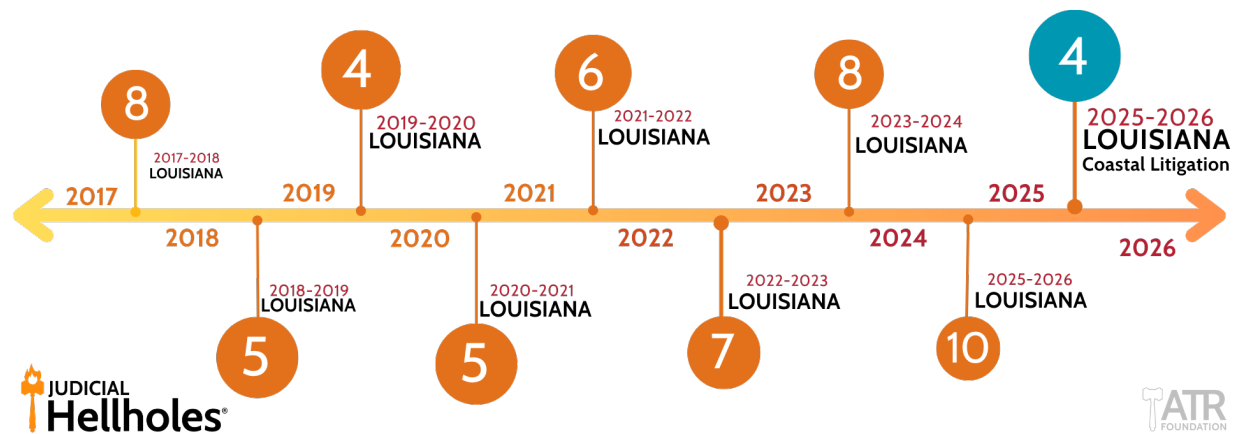 8
2017-2018
LOUISIANA
4
2019-2020
LOUISIANA
6
2021-2022
LOUISIANA
8
2023-2024
LOUISIANA
4
2025-2026
LOUISIANA
Coastal Litigation
2017
2019
2021
2023
2025
2018
2020
2022
2024
2026
2018-2019
LOUISIANA
5
2020-2021
LOUISIANA
5
2022-2023
LOUISIANA
7
2025-2026
LOUISIANA
10
JUDICIAL
Hellholes®
ATR
FOUNDATION